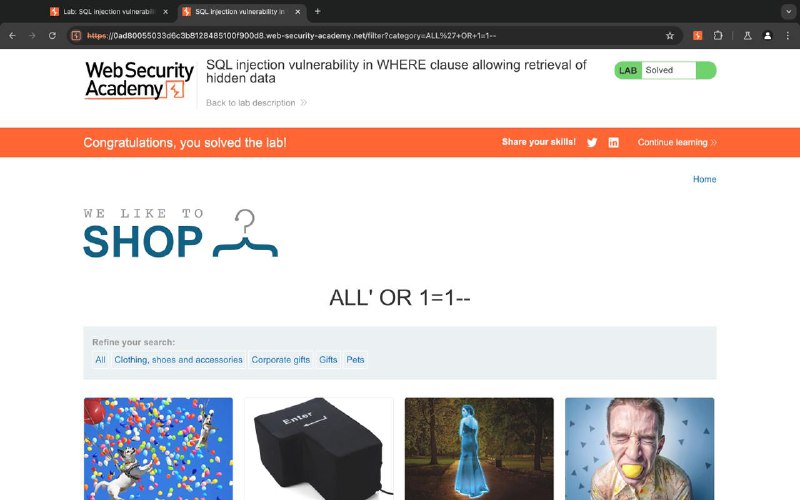 Lab: SQL injection vulnerabilit
SQL injection vulnerability in
https://0ad80055033d6c3b8128485100f900d8.web-security-academy.net/filter?category=ALL%27+OR+1=1--
WebSecurity
Academy
SQL injection vulnerability in WHERE clause allowing retrieval of
hidden data
Back to lab description
LAB Solved
Congratulations, you solved the lab!
Share your skills!
Continue learning
Home
WE LIKE TO
SHOP
ALL' OR 1=1--
Refine your search:
All Clothing, shoes and accessories Corporate gifts Gifts Pets
Enter